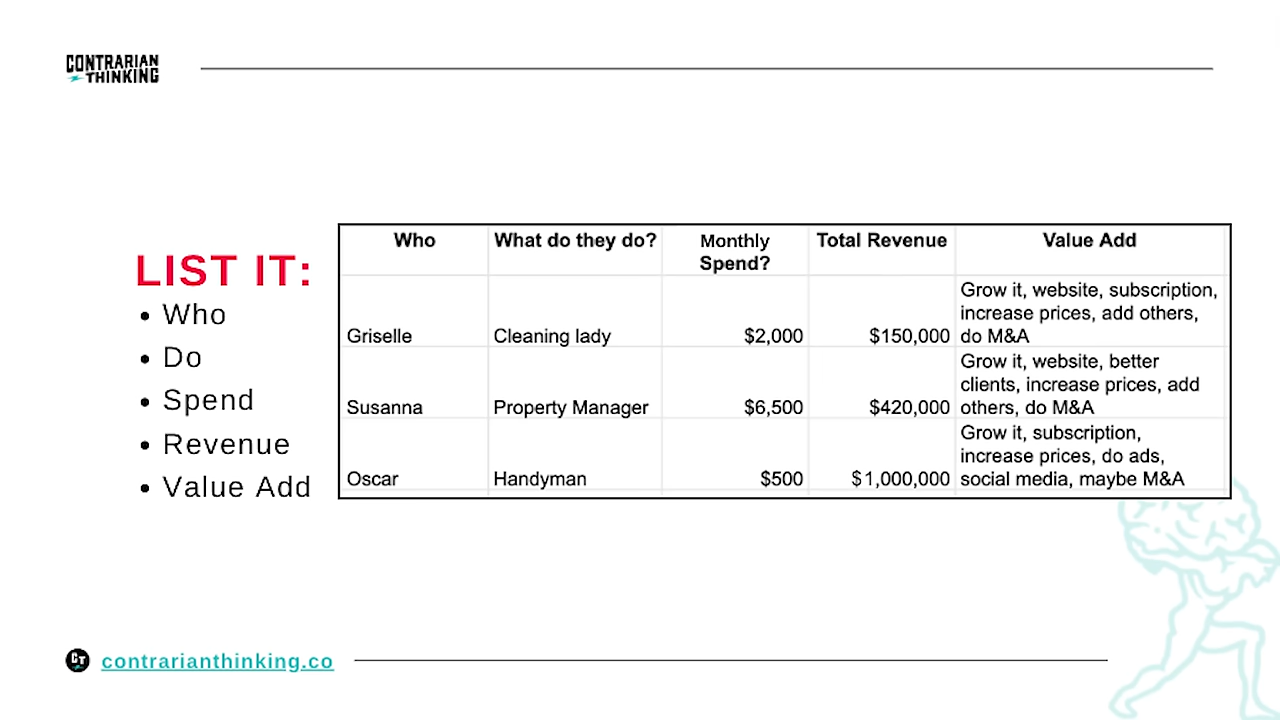 CONTRARIAN
THINKING
LIST IT:
• Who
• Do
• Spend
• Revenue
• Value Add
Who What do they do? Monthly Spend? Total Revenue Value Add
Grow it, website, subscription,
increase prices, add others,
Griselle Cleaning lady $2,000 $150,000 do M&A
Grow it, website, better
clients, increase prices, add
Susanna Property Manager $6,500 $420,000 others, do M&A
Grow it, subscription,
increase prices, do ads,
Oscar Handyman $500 $1,000,000 social media, maybe M&A
CT contrarianthinking.co